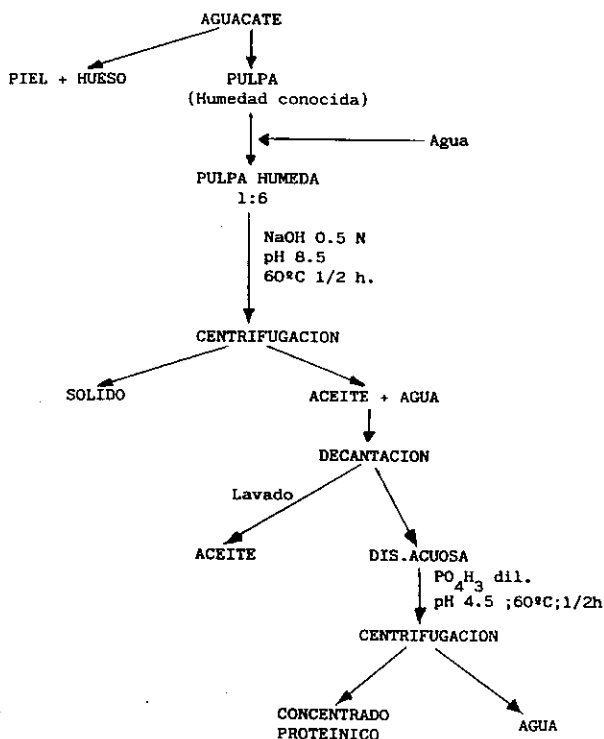 AGUACATE
PIEL + HUESO
PULPA
(Humedad conocida)
Agua
PULPA HUMEDA
1:6
NaOH 0.5 N
pH 8.5
60ºC 1/2 h.
CENTRIFUGACION
SOLIDO
ACEITE + AGUA
DECANTACION
Lavado
ACEITE
DIS.ACUOSA
PO4H3 dil.
pH 4.5 ;60ºC;1/2h
CENTRIFUGACION
CONCENTRADO
PROTEINICO
AGUA